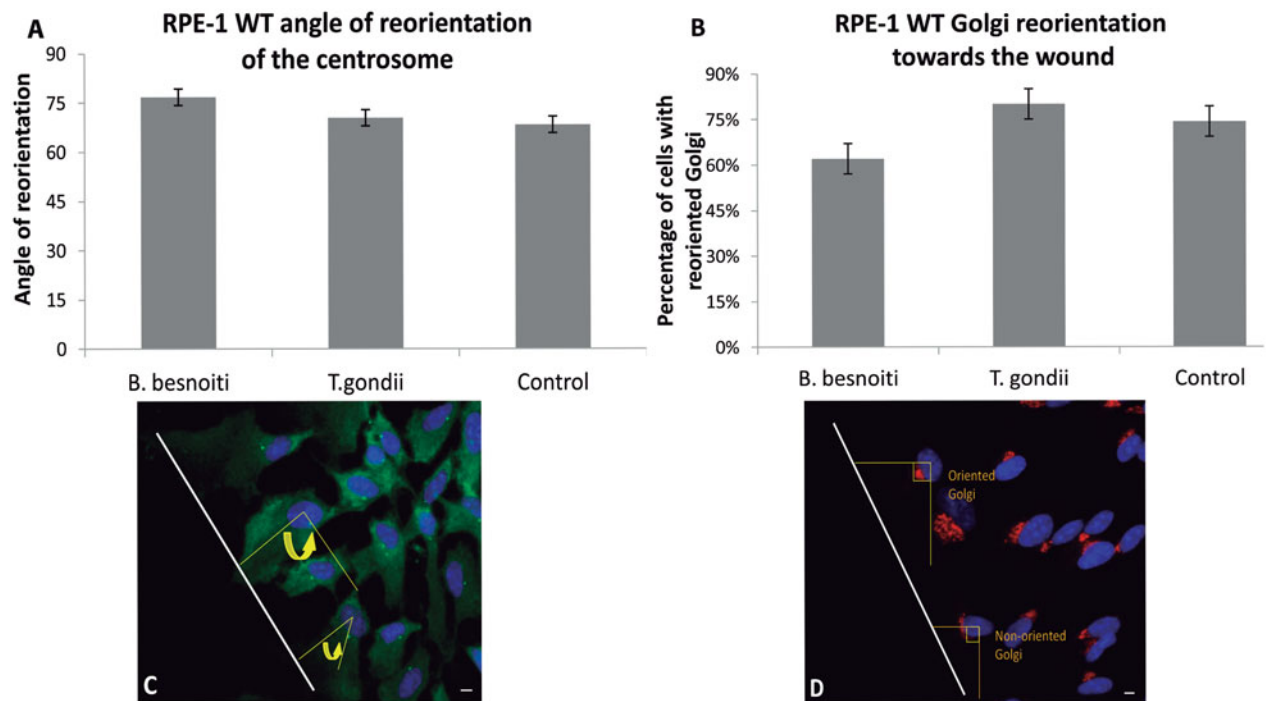 A
RPE-1 WT angle of reorientation
of the centrosome
Angle of reorientation
90
75
60
45
30
15
0
B. besnoiti
T.gondii
Control
B
RPE-1 WT Golgi reorientation
towards the wound
Percentage of cells with
reoriented Golgi
90%
75%
60%
45%
30%
15%
0%
B. besnoiti
T. gondii
Control
C
Oriented
Golgi
Non-oriented
Golgi
D